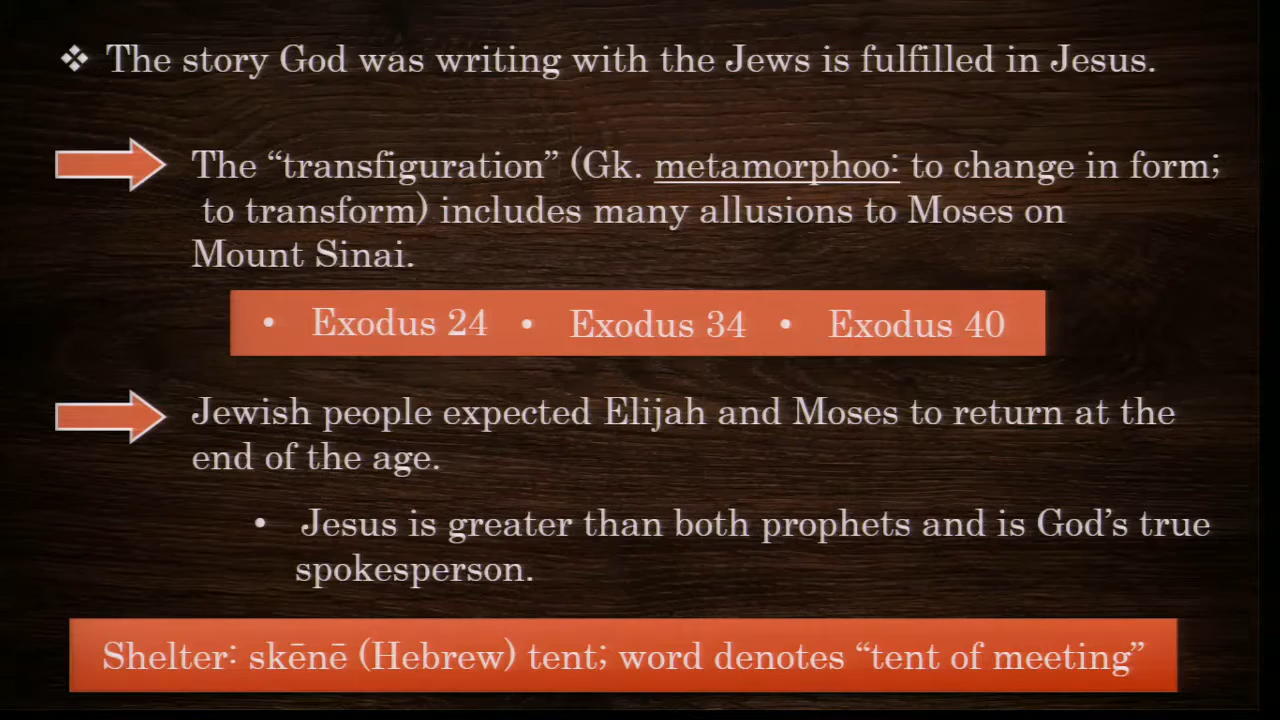 ❖ The story God was writing with the Jews is fulfilled in Jesus.
The “transfiguration” (Gk. metamorphoo: to change in form;
to transform) includes many allusions to Moses on
Mount Sinai.
• Exodus 24 • Exodus 34 • Exodus 40
Jewish people expected Elijah and Moses to return at the
end of the age.
• Jesus is greater than both prophets and is God’s true
spokesperson.
Shelter: skēnē (Hebrew) tent; word denotes “tent of meeting”